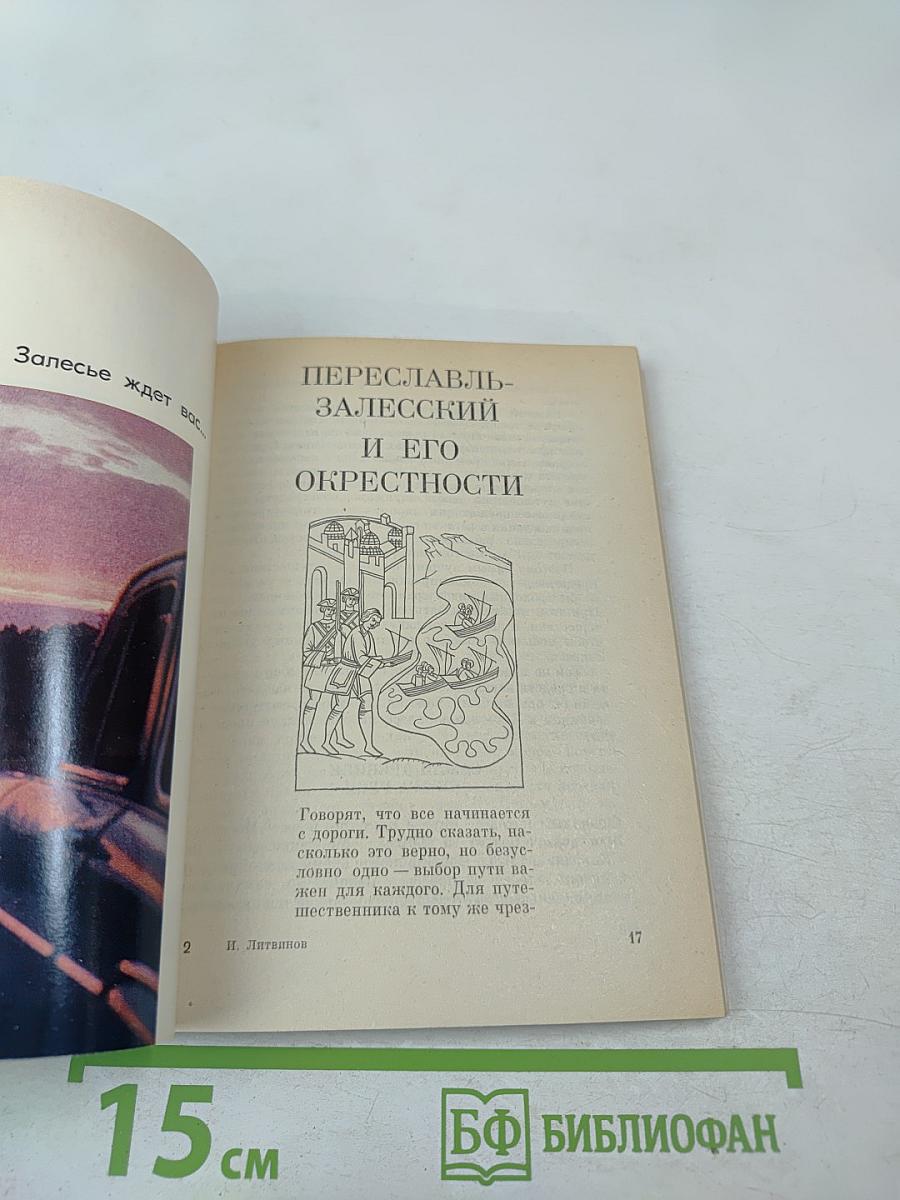 Залесье ждет вас...
ПЕРЕСЛАВЛЬ-
ЗАЛЕССКИЙ
И ЕГО
ОКРЕСТНОСТИ
Говорят, что все начинается
с дороги. Трудно сказать, на-
сколько это верно, но безус-
ловно одно — выбор пути ва-
жен для каждого. Для путе-
шественника к тому же чрез-
2 И. Литвинов 17
15 см
БФ БИБЛИОФАН